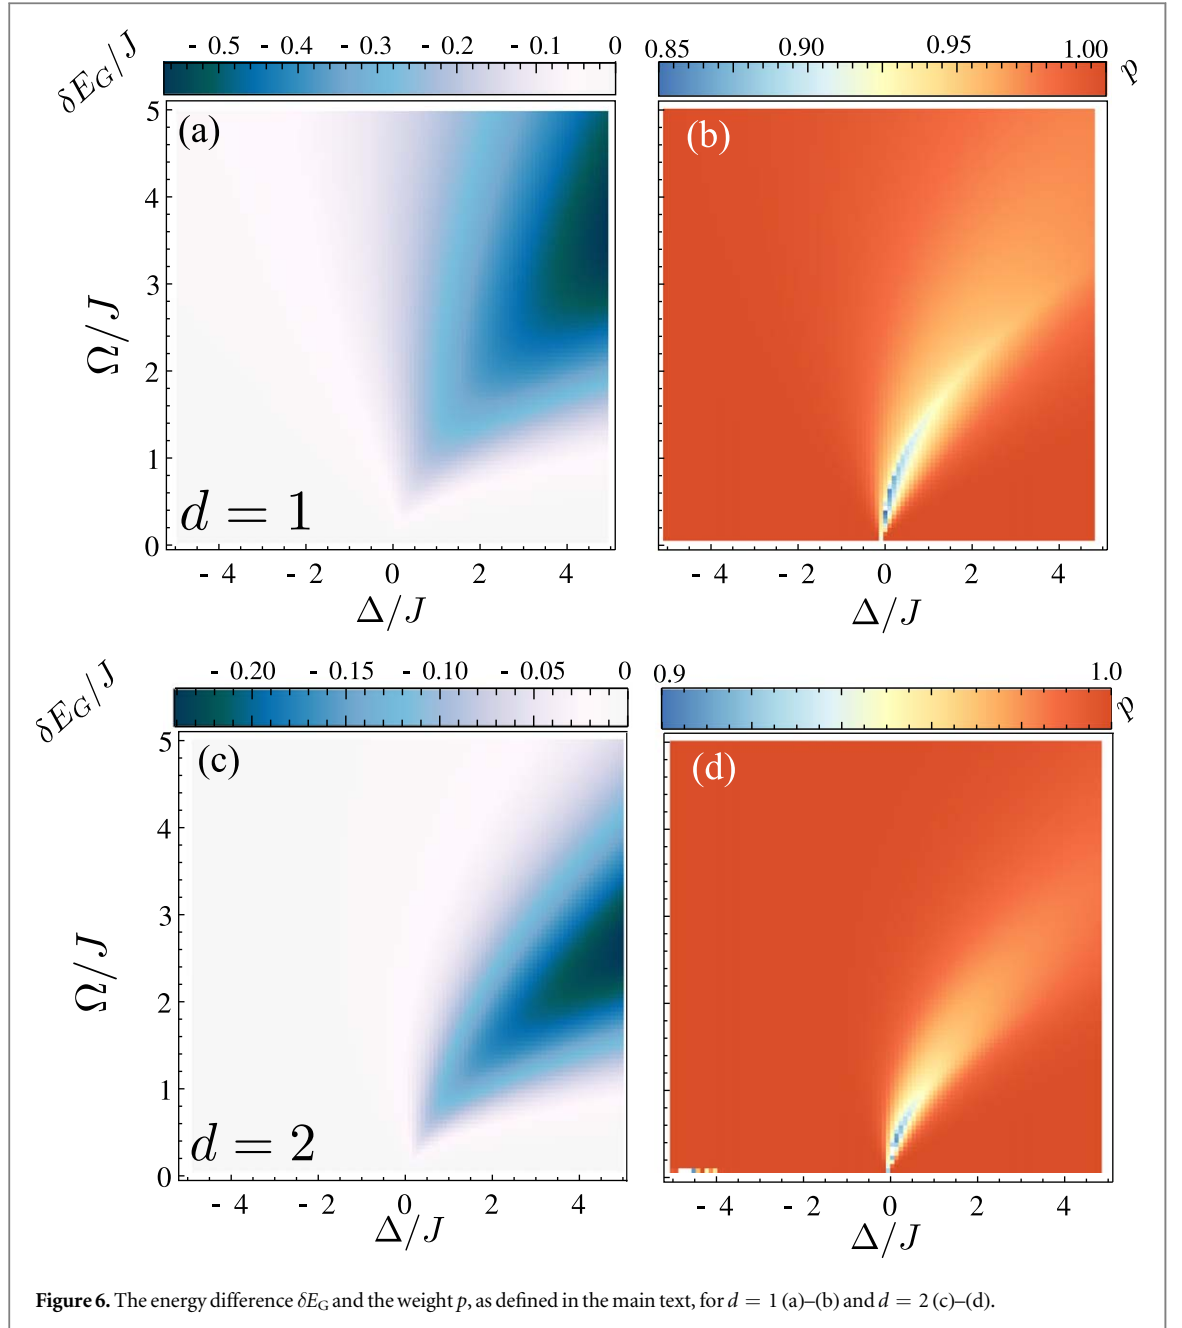 δE_G/J
- 0.5 - 0.4 - 0.3 - 0.2 - 0.1 0
0.85 0.90 0.95 1.00
p
(a)
(b)
5
4
3
2
1
0
Ω/J
d = 1
- 4 - 2 0 2 4
Δ/J
- 4 - 2 0 2 4
Δ/J
δE_G/J
- 0.20 - 0.15 - 0.10 - 0.05 0
0.9 1.0
p
(c)
(d)
5
4
3
2
1
0
Ω/J
d = 2
- 4 - 2 0 2 4
Δ/J
- 4 - 2 0 2 4
Δ/J
Figure 6. The energy difference δE_G and the weight p, as defined in the main text, for d = 1 (a)–(b) and d = 2 (c)–(d).